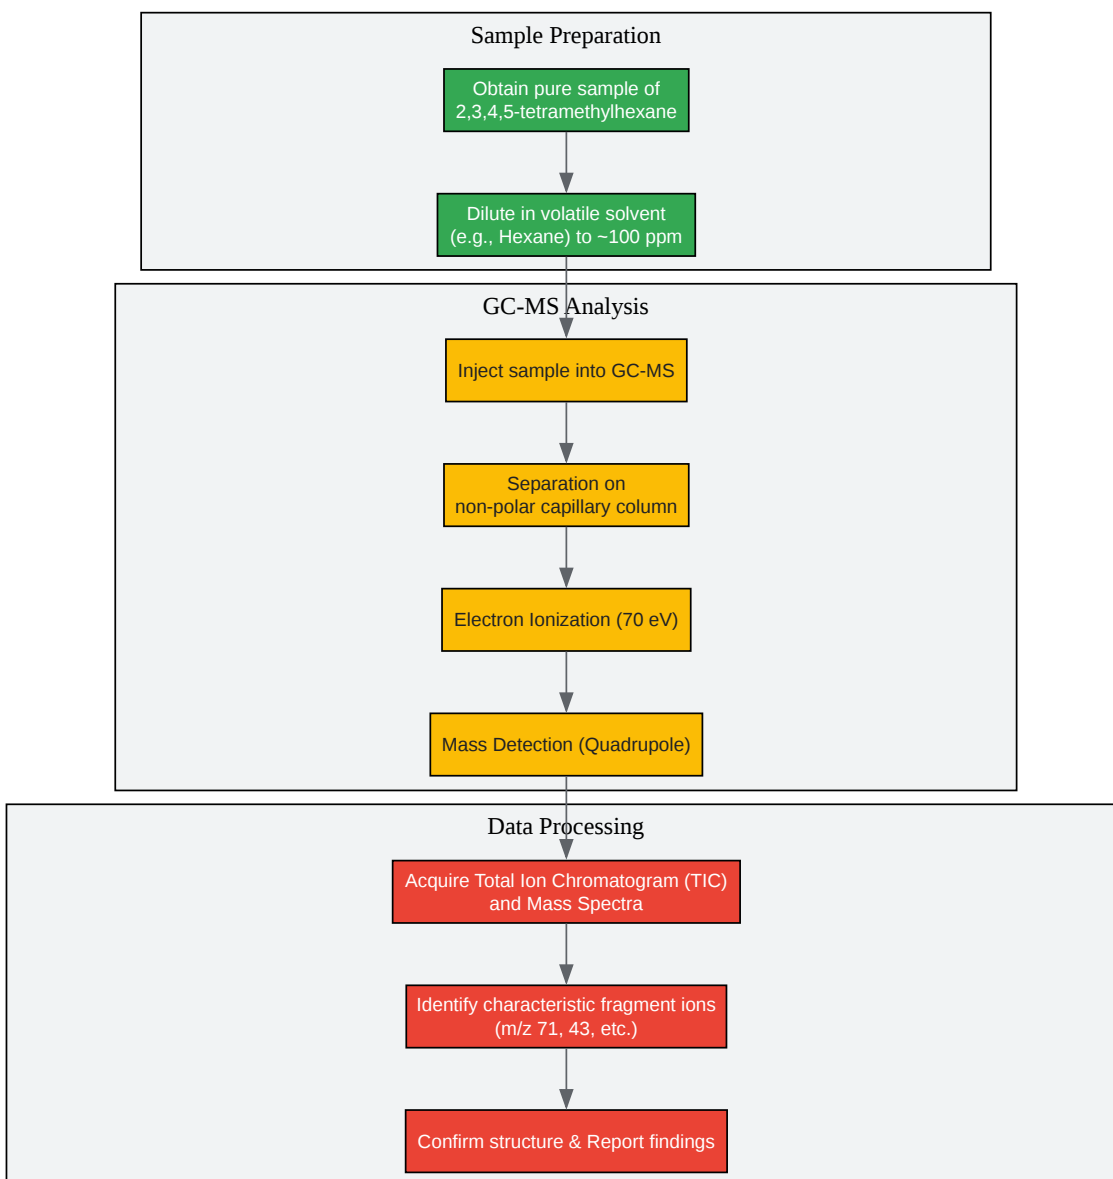 Sample Preparation
Obtain pure sample of
2,3,4,5-tetramethylhexane
Dilute in volatile solvent
(e.g., Hexane) to ~100 ppm
GC-MS Analysis
Inject sample into GC-MS
Separation on
non-polar capillary column
Electron Ionization (70 eV)
Mass Detection (Quadrupole)
Data Processing
Acquire Total Ion Chromatogram (TIC)
and Mass Spectra
Identify characteristic fragment ions
(m/z 71, 43, etc.)
Confirm structure & Report findings